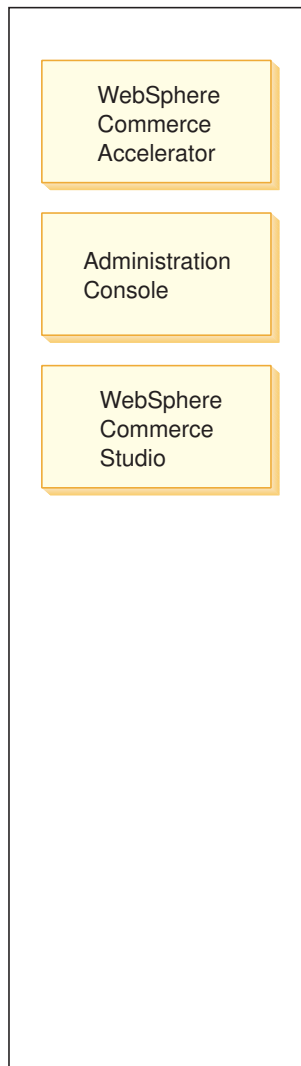 WebSphere
Commerce
Accelerator
Administration
Console
WebSphere
Commerce
Studio